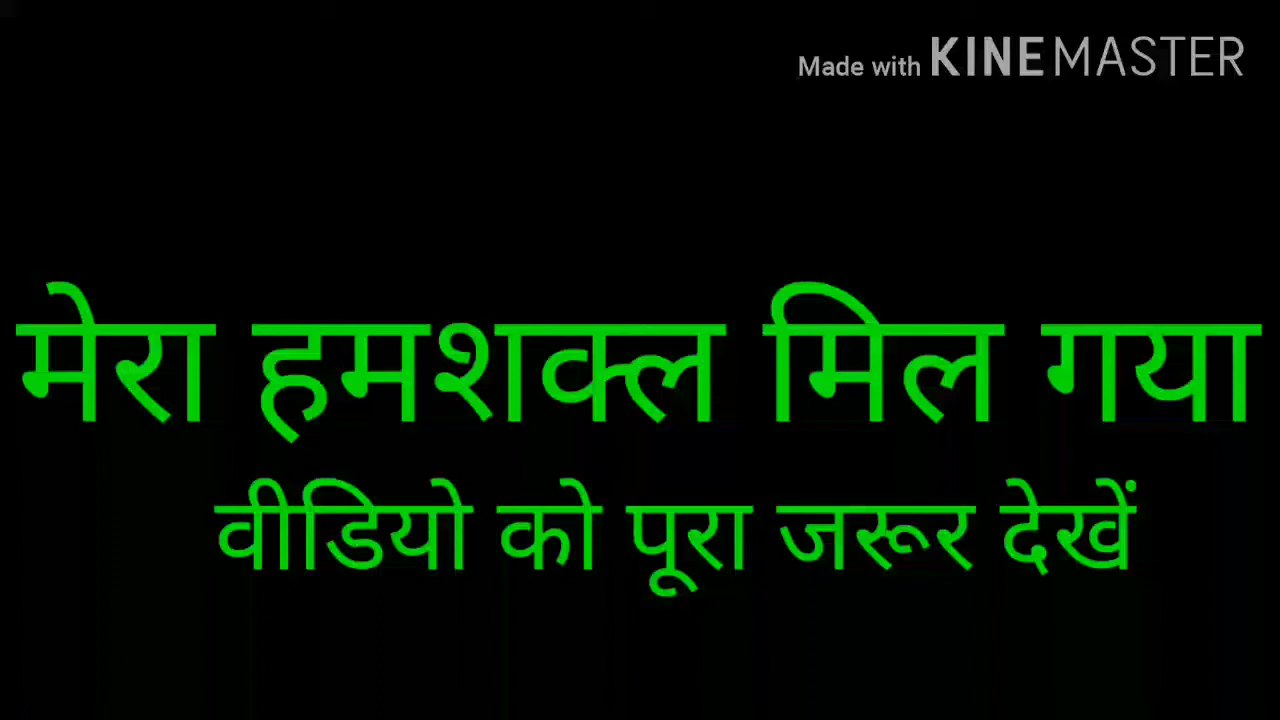 Made with KINEMASTER
मेरा हमशक्ल मिल गया
वीडियो को पूरा जरूर देखें